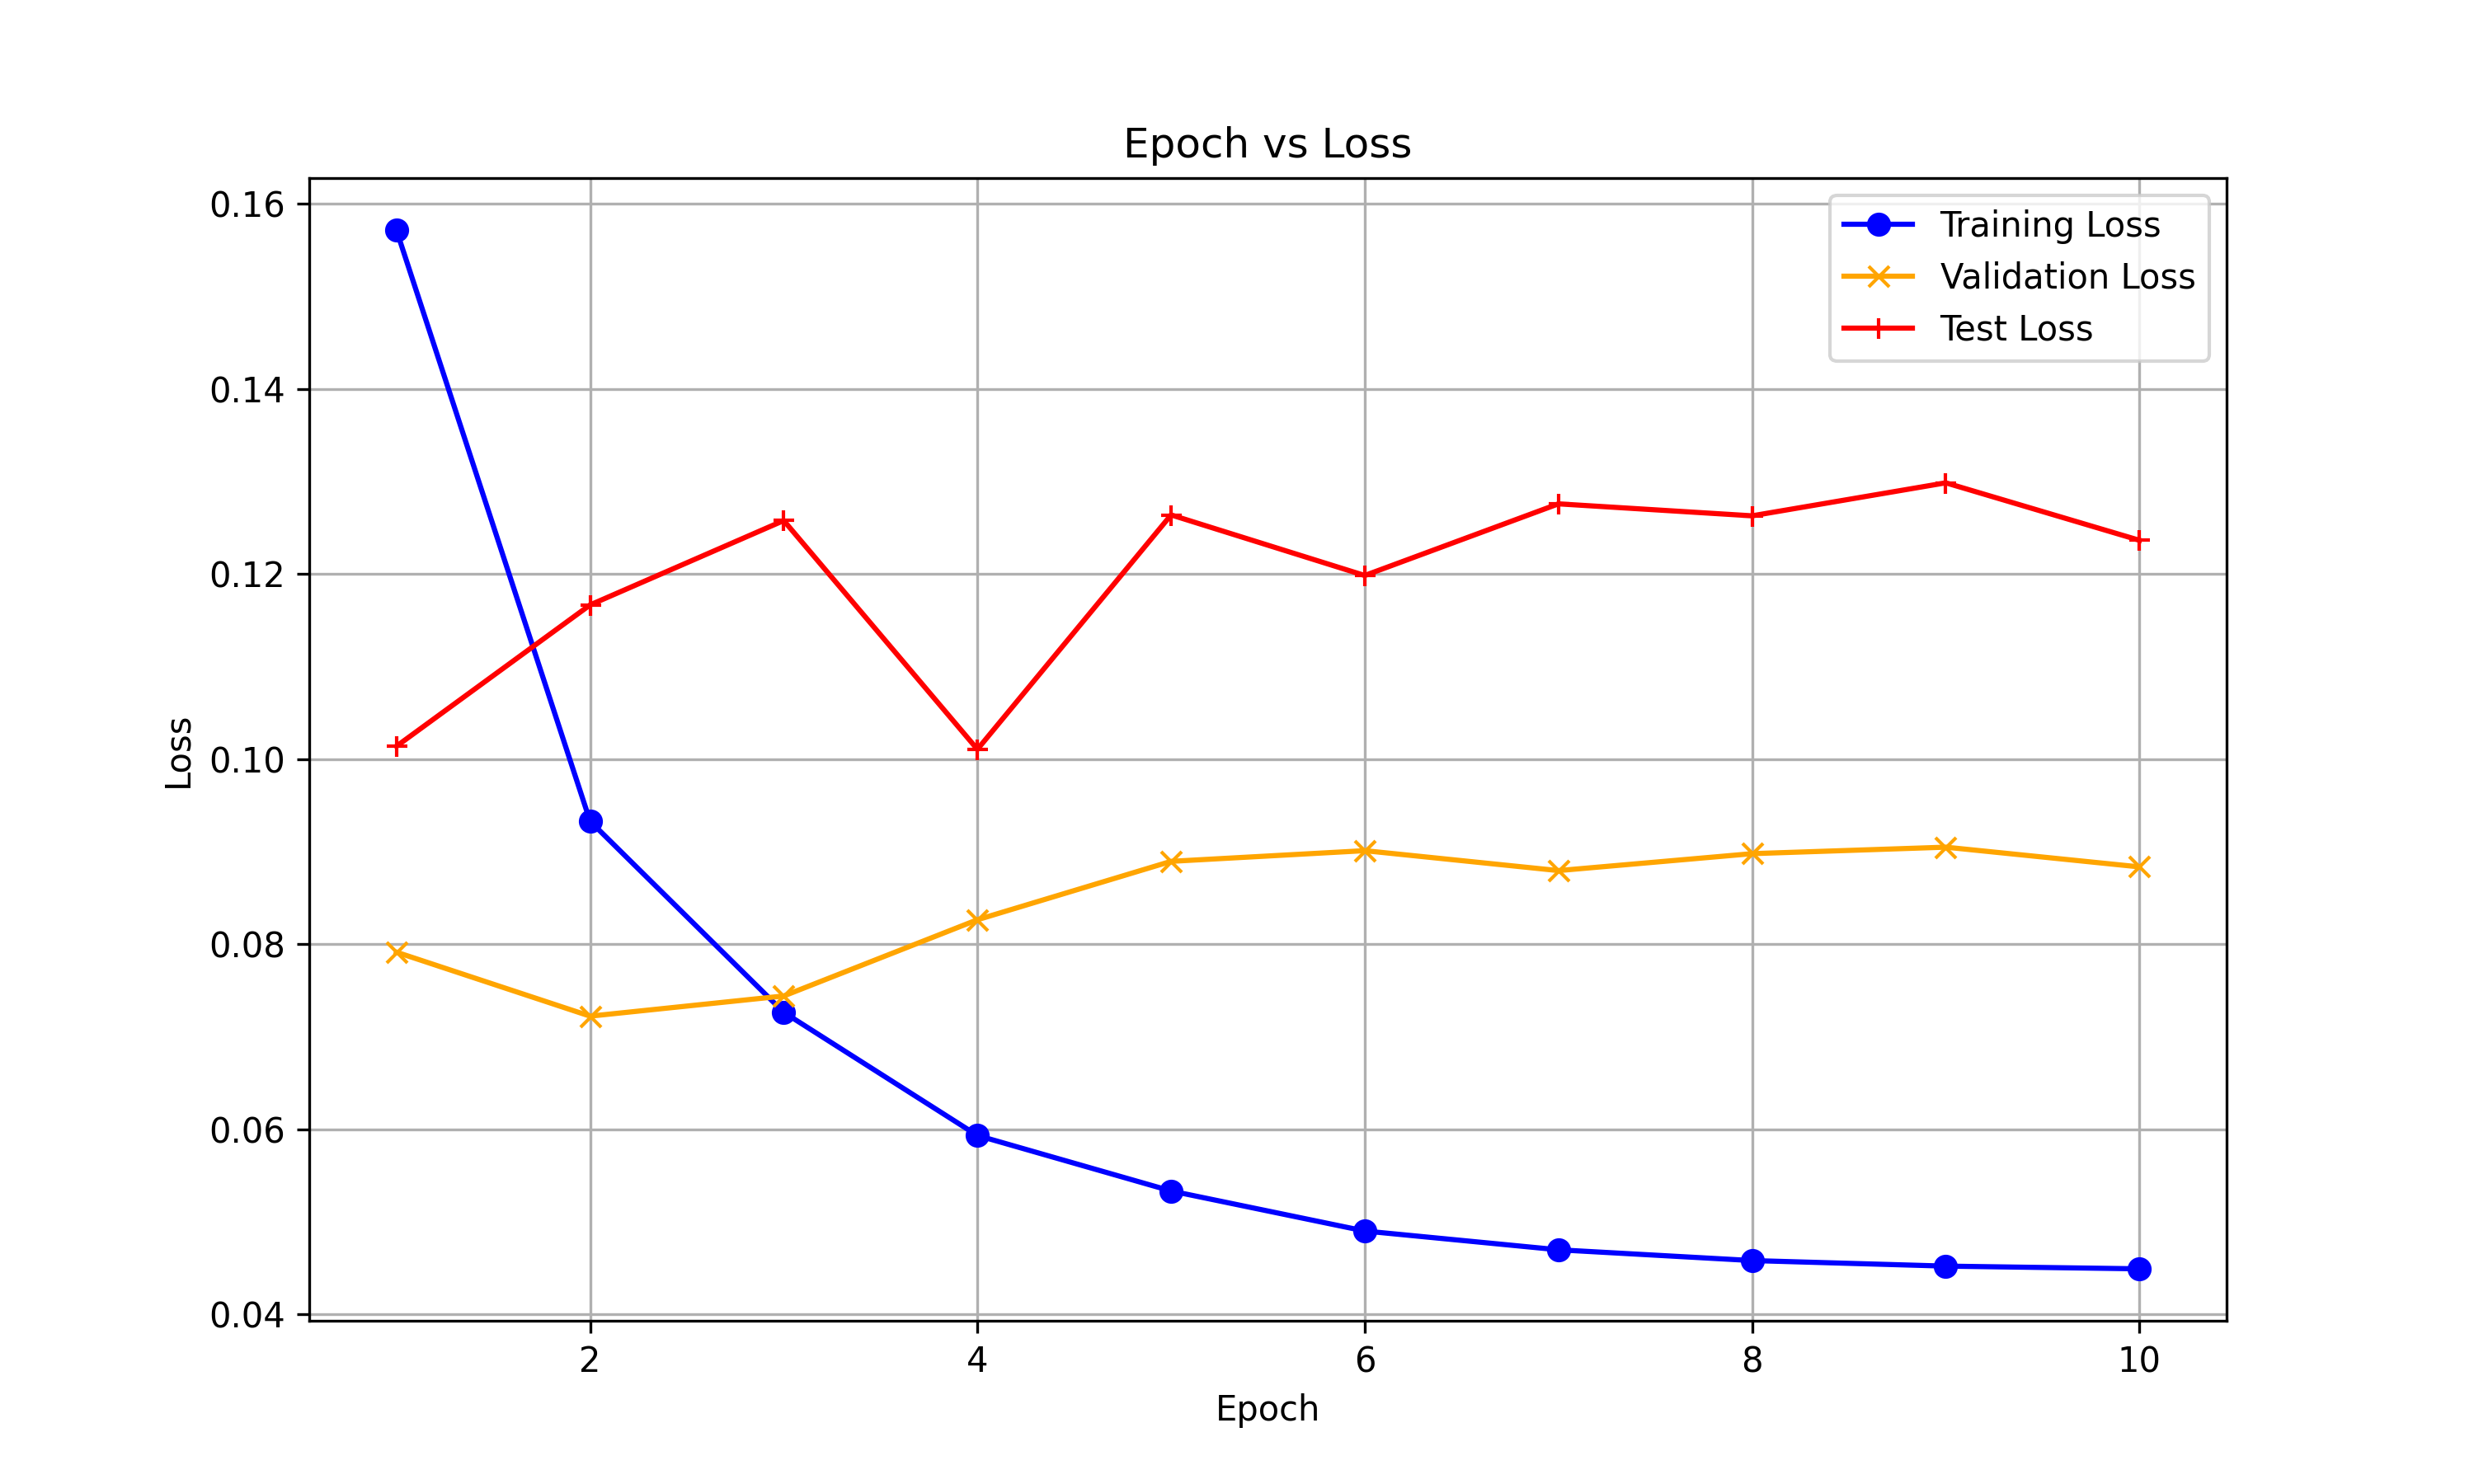 Epoch vs Loss
0.16
0.14
0.12
0.10
0.08
0.06
0.04
Loss
Training Loss
Validation Loss
Test Loss
2 4 6 8 10
Epoch